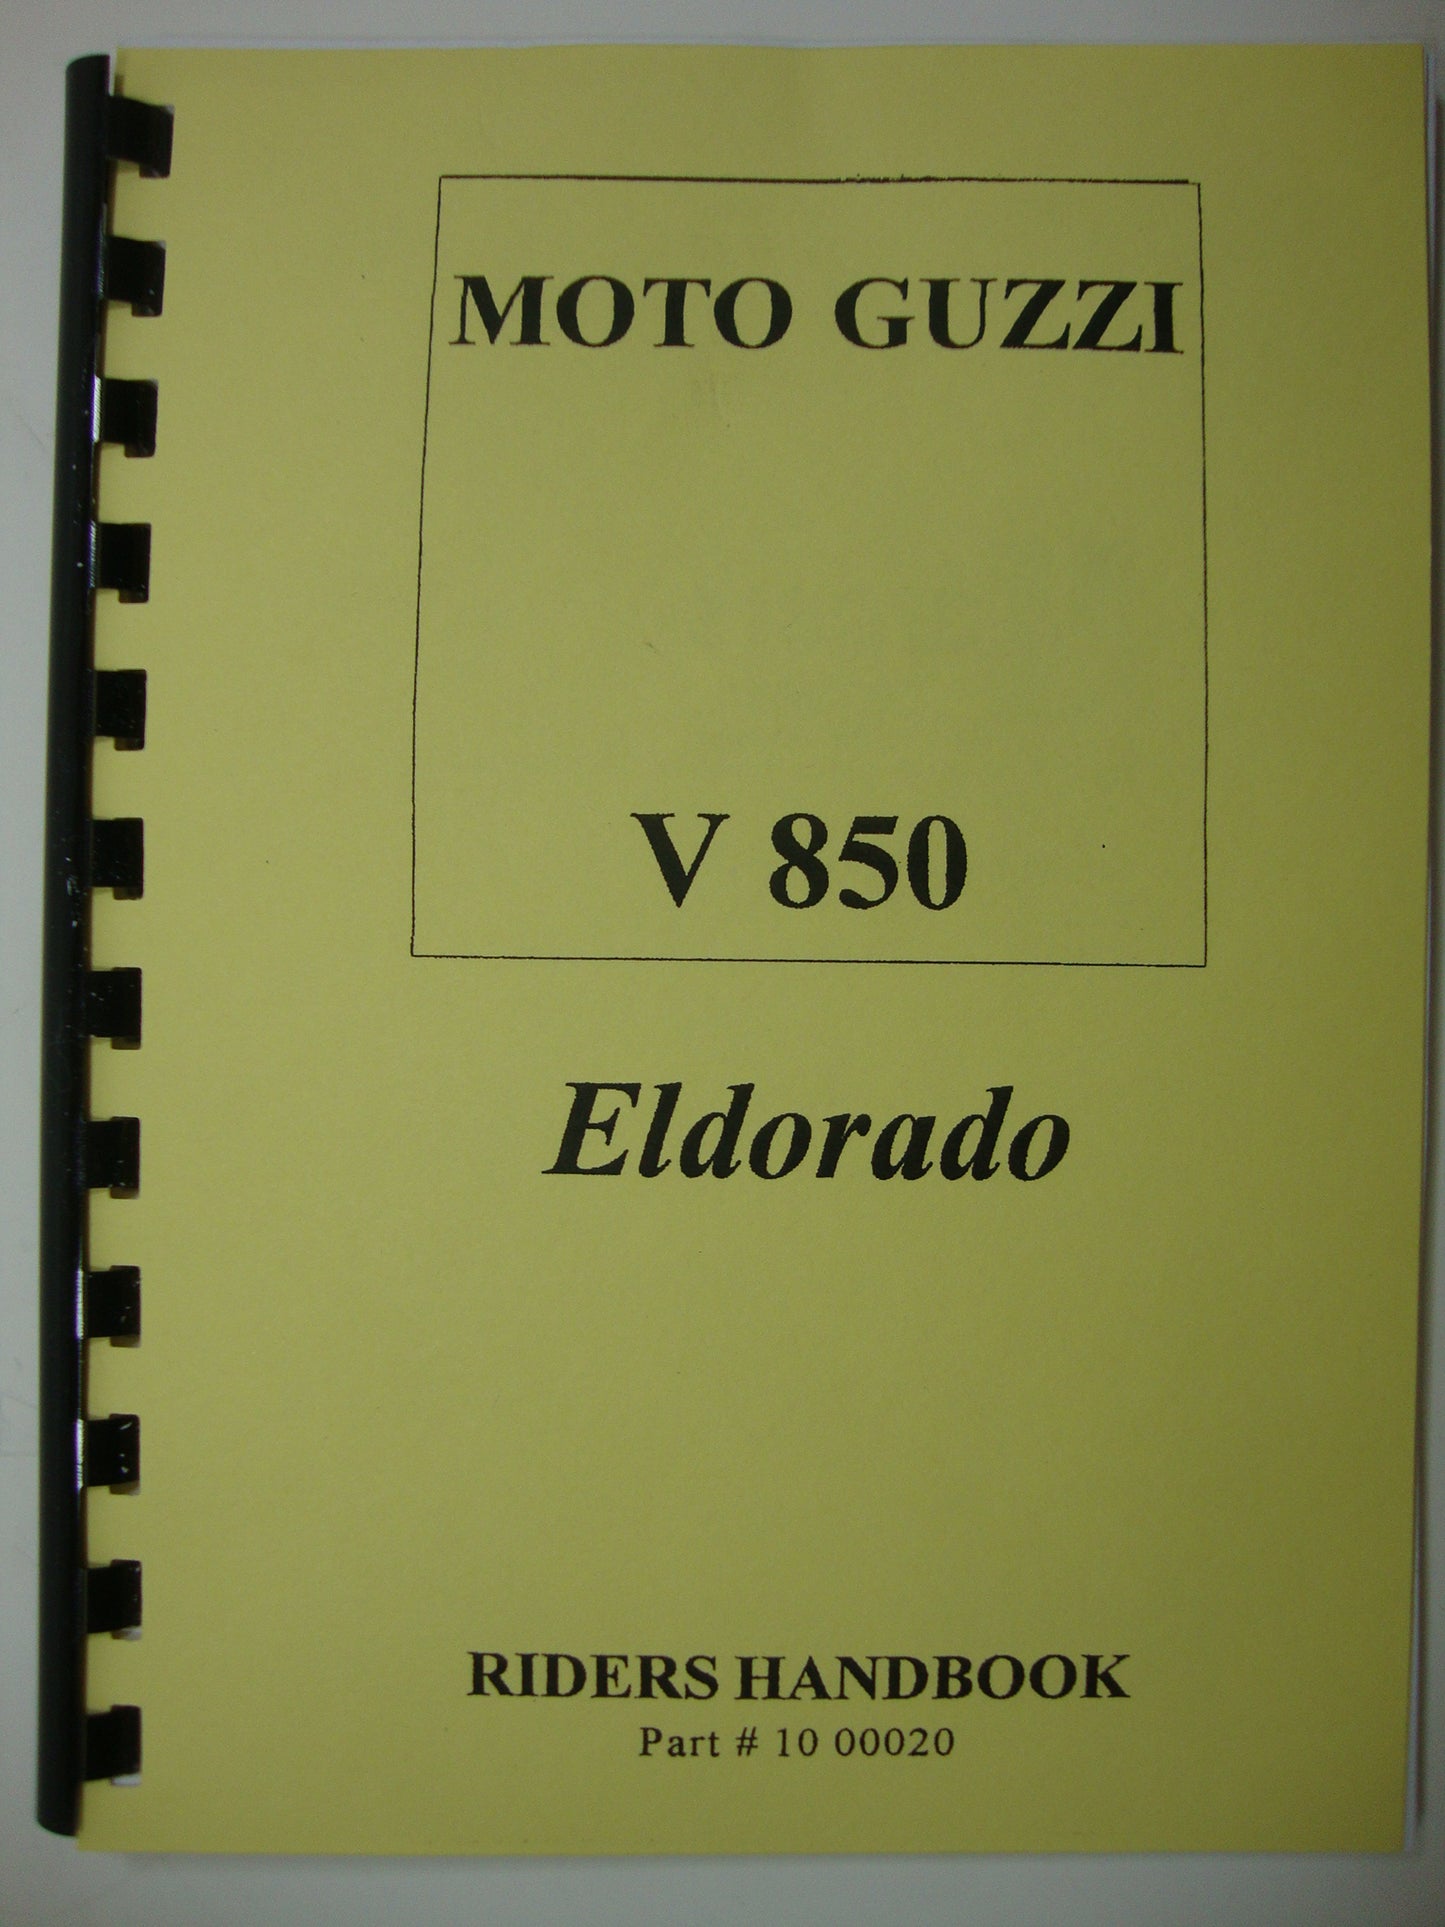 MOTO GUZZI
V 850
Eldorado
RIDERS HANDBOOK
Part # 10 00020